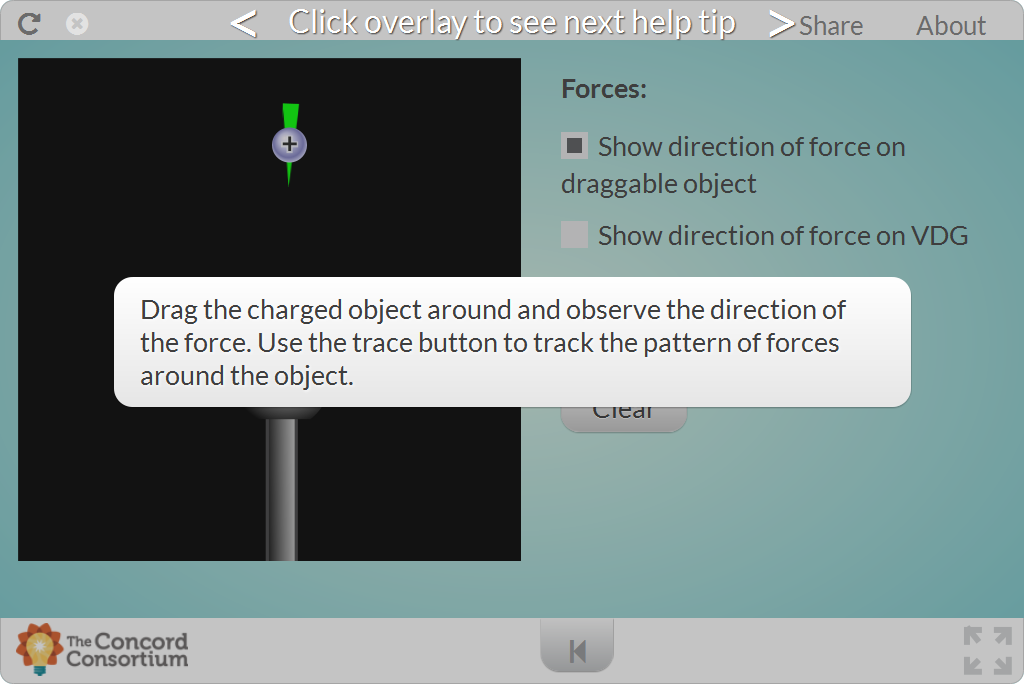 < Click overlay to see next help tip > Share About
Forces:
Show direction of force on
draggable object
Show direction of force on VDG
+
Drag the charged object around and observe the direction of
the force. Use the trace button to track the pattern of forces
around the object.
Clear
The Concord
Consortium